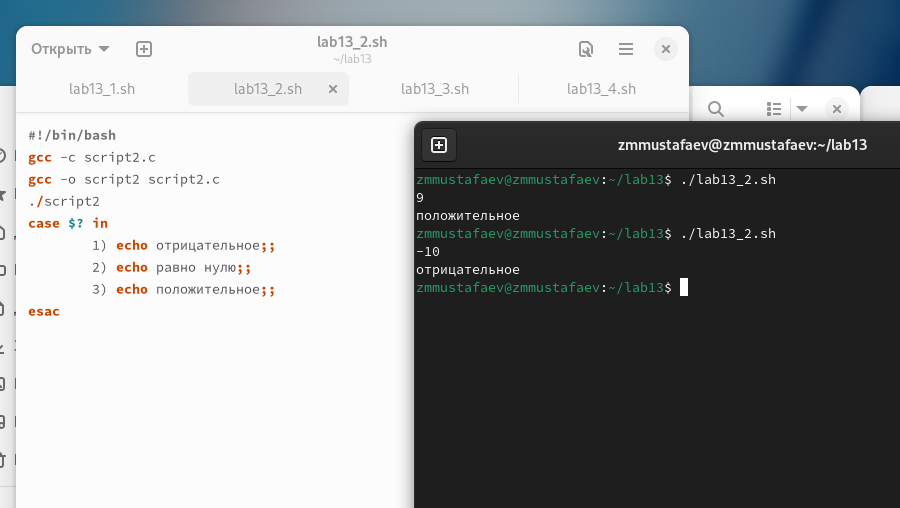 Открыть
lab13_2.sh
~/lab13
lab13_1.sh
lab13_2.sh
lab13_3.sh
lab13_4.sh
#!/bin/bash
gcc -c script2.c
gcc -o script2 script2.c
./script2
case $? in
1) echo отрицательное;;
2) echo равно нулю;;
3) echo положительное;;
esac
zmmustafaev@zmmustafaev:~/lab13
zmmustafaev@zmmustafaev:~/lab13$ ./lab13_2.sh
9
положительное
zmmustafaev@zmmustafaev:~/lab13$ ./lab13_2.sh
-10
отрицательное
zmmustafaev@zmmustafaev:~/lab13$